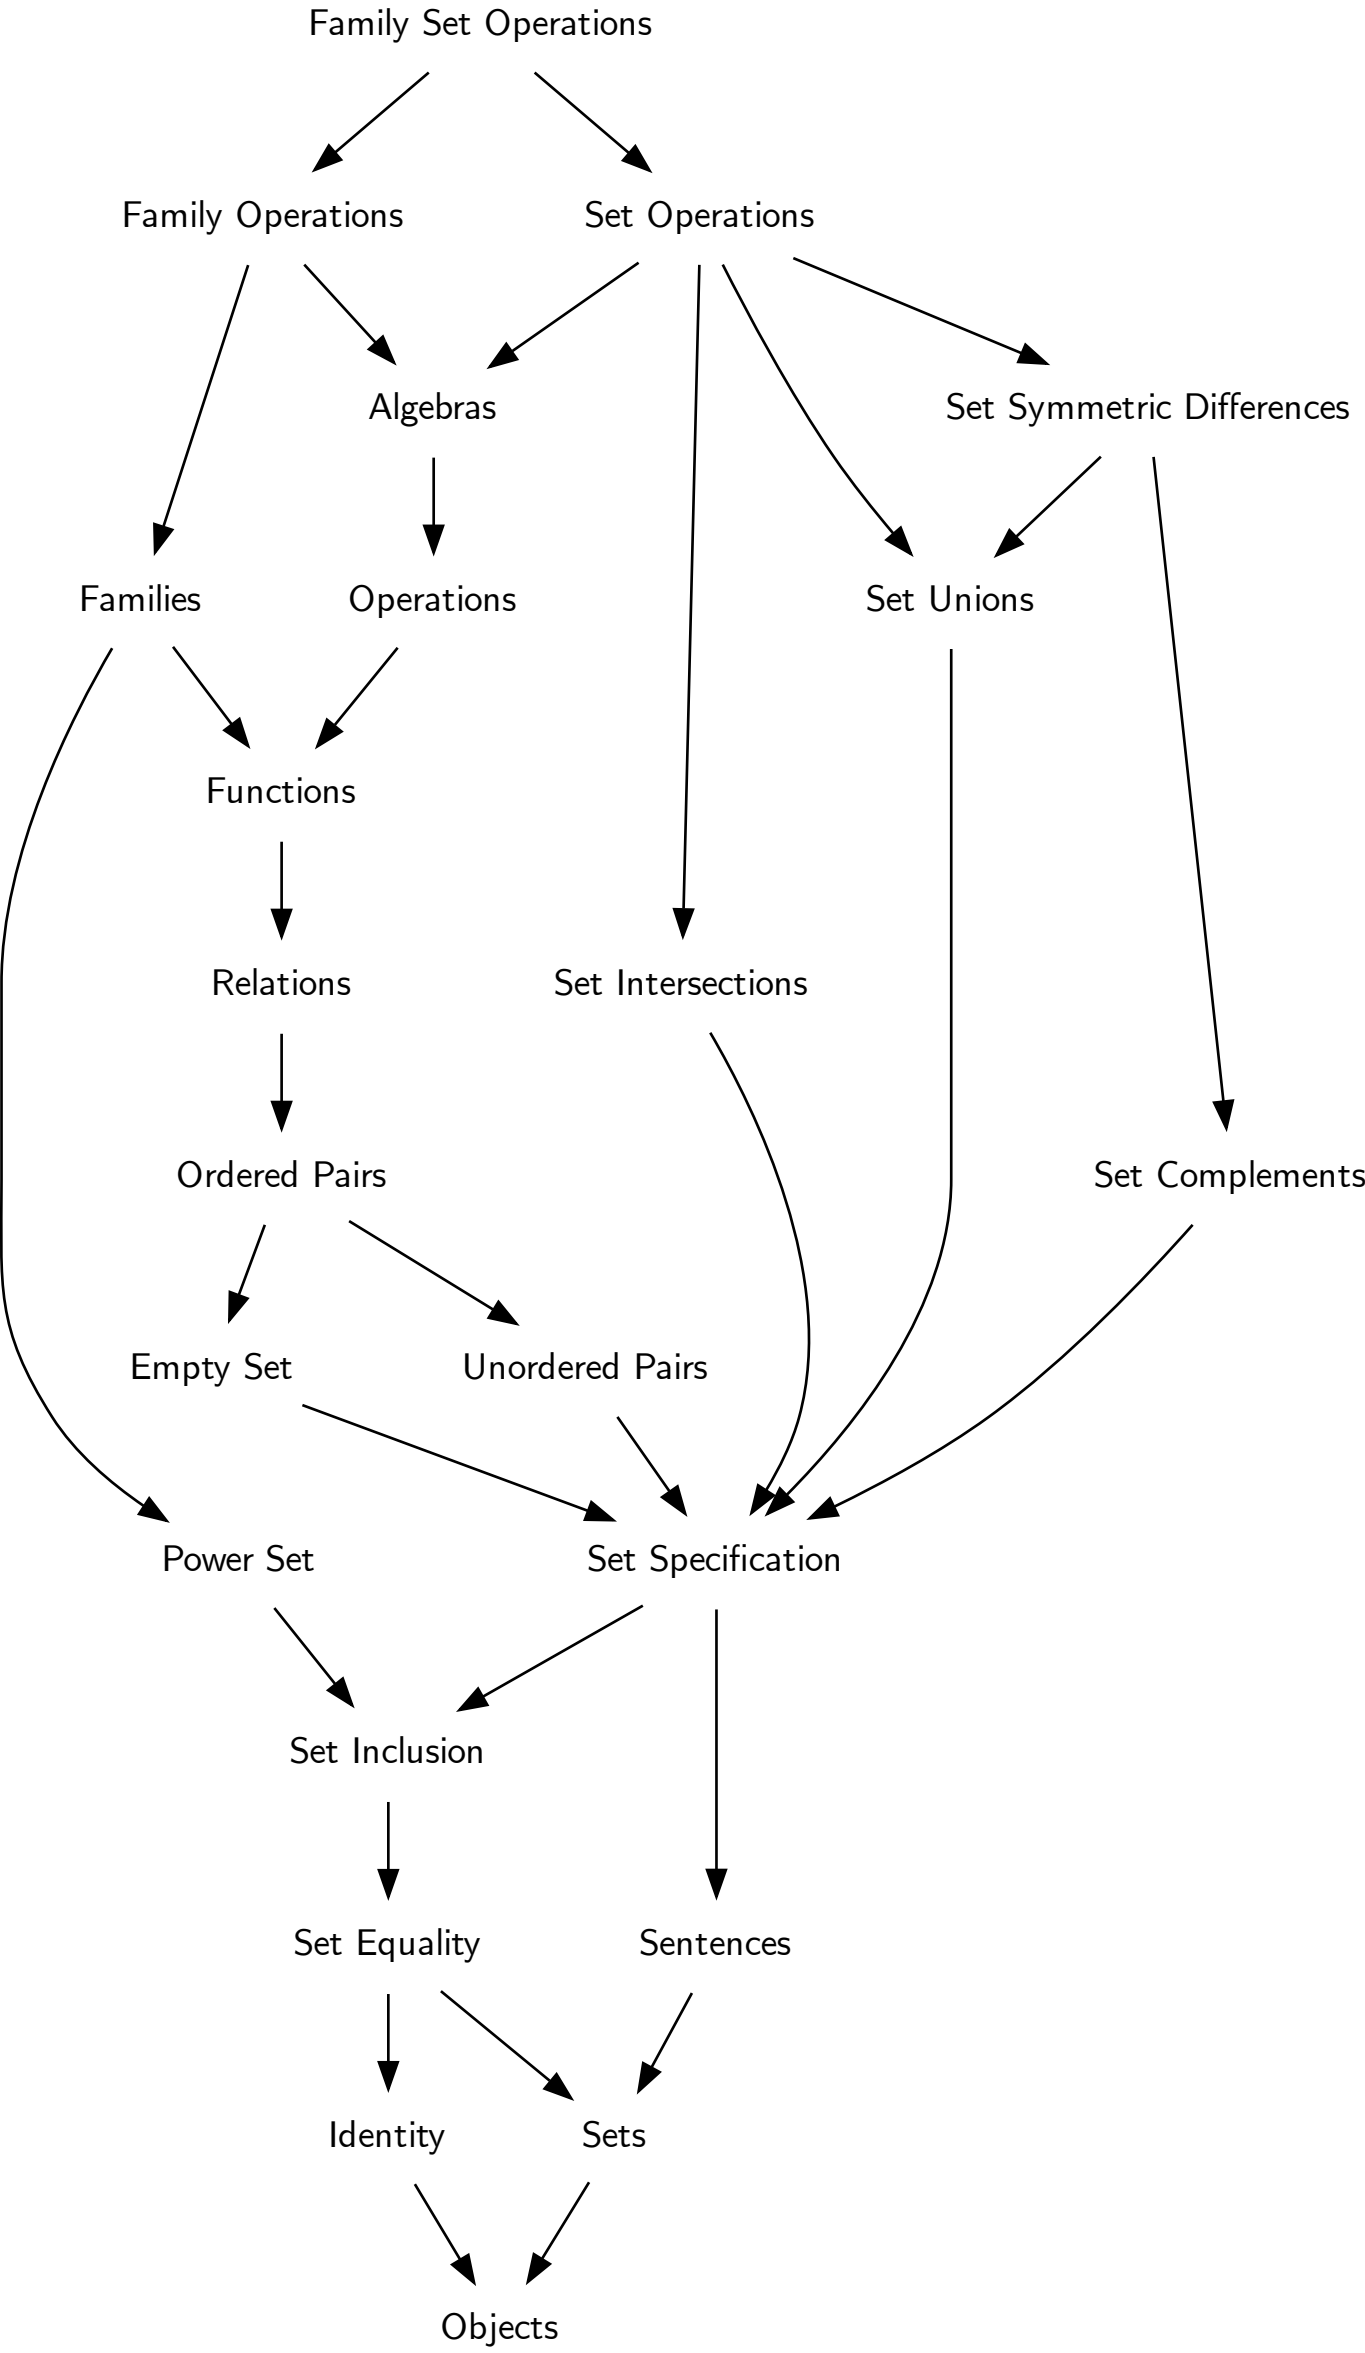 Family Set Operations
Family Operations
Set Operations
Algebras
Set Symmetric Differences
Families
Operations
Set Unions
Functions
Relations
Set Intersections
Ordered Pairs
Set Complements
Empty Set
Unordered Pairs
Power Set
Set Specification
Set Inclusion
Set Equality
Sentences
Identity
Sets
Objects